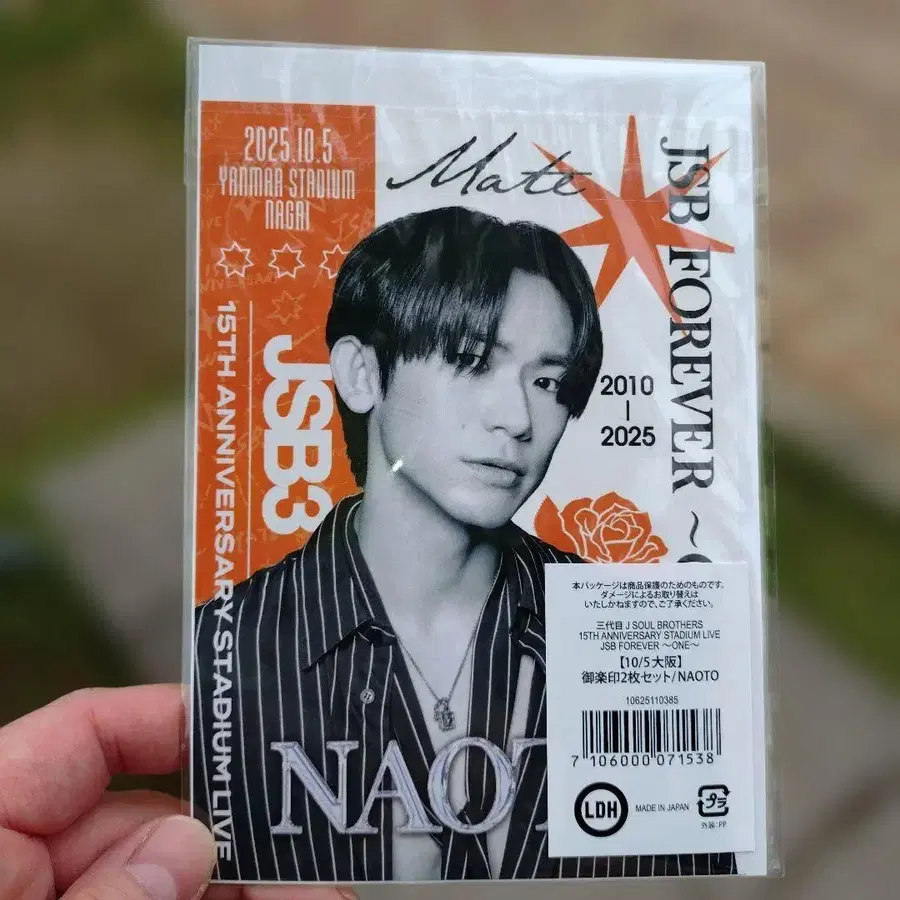 2025.10.5
YANMAR STADIUM
NAGAI
Mate
JSB FOREVER ~
2010
2025
JSB3
15TH ANNIVERSARY STADIUM LIVE
NAO
本パッケージは商品保護のためのものです。
ダメージによるお取り替えは
いたしかねますので、ご了承ください。
三代目 J SOUL BROTHERS
15TH ANNIVERSARY STADIUM LIVE
JSB FOREVER ～ONE～
【10/5 大阪】
御楽印2枚セット/NAOTO
10625110385
7 106000 071538
LDH
MADE IN JAPAN
プラ
外装:PP